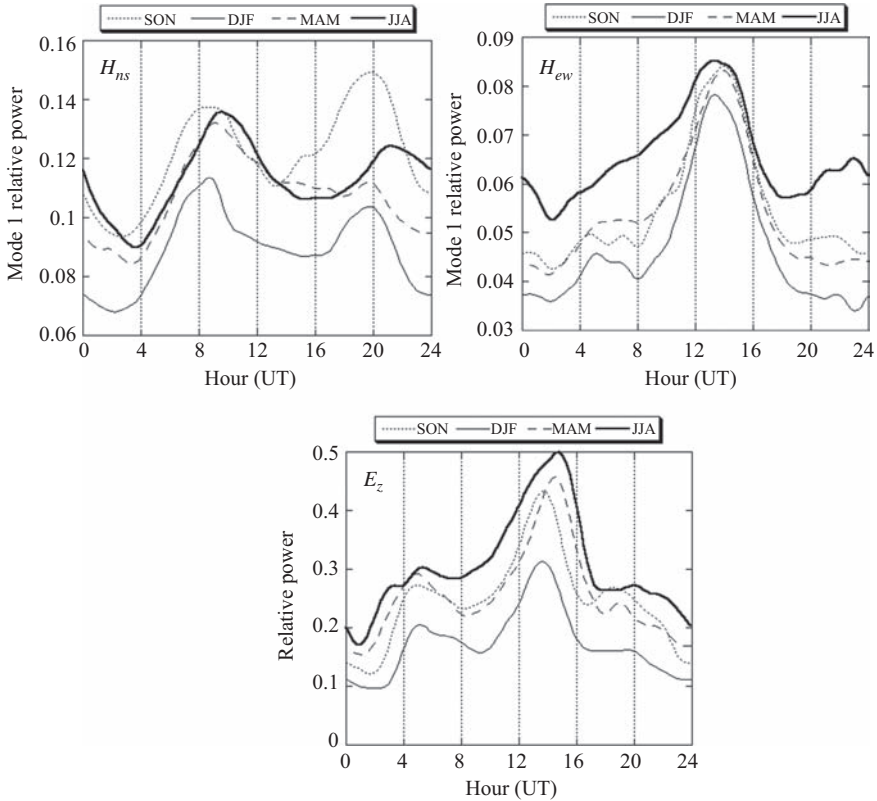 SON DJF MAM JJA
0.16
0.14
0.12
0.1
0.08
0.06
Mode 1 relative power
H_ns
0 4 8 12 16 20 24
Hour (UT)
SON DJF MAM JJA
0.09
0.08
0.07
0.06
0.05
0.04
0.03
Mode 1 relative power
H_ew
0 4 8 12 16 20 24
Hour (UT)
SON DJF MAM JJA
0.5
0.4
0.3
0.2
0.1
0
Relative power
E_z
0 4 8 12 16 20 24
Hour (UT)